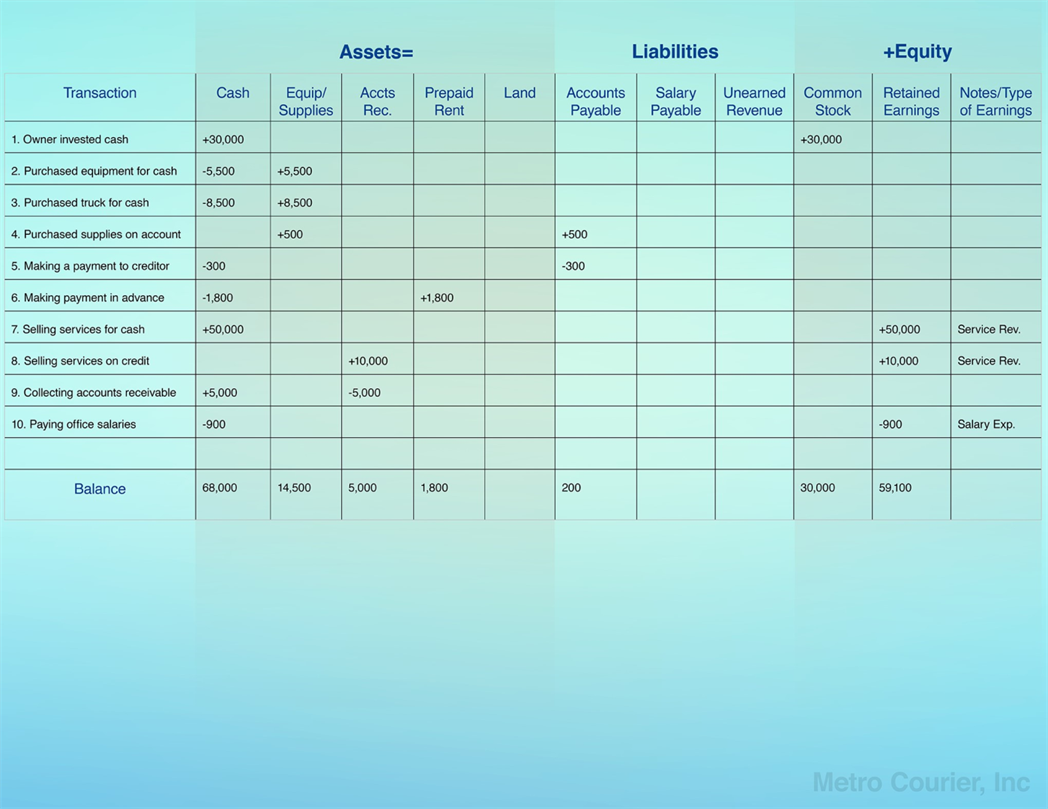 Assets= Liabilities +Equity
Transaction Cash Equip/ Supplies Accts Rec. Prepaid Rent Land Accounts Payable Salary Payable Unearned Revenue Common Stock Retained Earnings Notes/Type of Earnings
1. Owner invested cash +30,000 +30,000
2. Purchased equipment for cash -5,500 +5,500
3. Purchased truck for cash -8,500 +8,500
4. Purchased supplies on account +500 +500
5. Making a payment to creditor -300 -300
6. Making payment in advance -1,800 +1,800
7. Selling services for cash +50,000 +50,000 Service Rev.
8. Selling services on credit +10,000 +10,000 Service Rev.
9. Collecting accounts receivable +5,000 -5,000
10. Paying office salaries -900 -900 Salary Exp.
Balance 68,000 14,500 5,000 1,800 200 30,000 59,100
Metro Courier, Inc